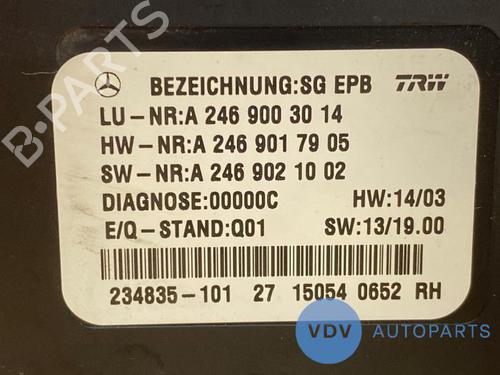 BEZEICHNUNG:SG EPB TRW
LU-NR:A 246 900 30 14
HW-NR:A 246 901 79 05
SW-NR:A 246 902 10 02
DIAGNOSE:00000C HW:14/03
E/Q-STAND:Q01 SW:13/19.00
234835-101 27 15054 0652 RH
VDV AUTOPARTS
B-Parts